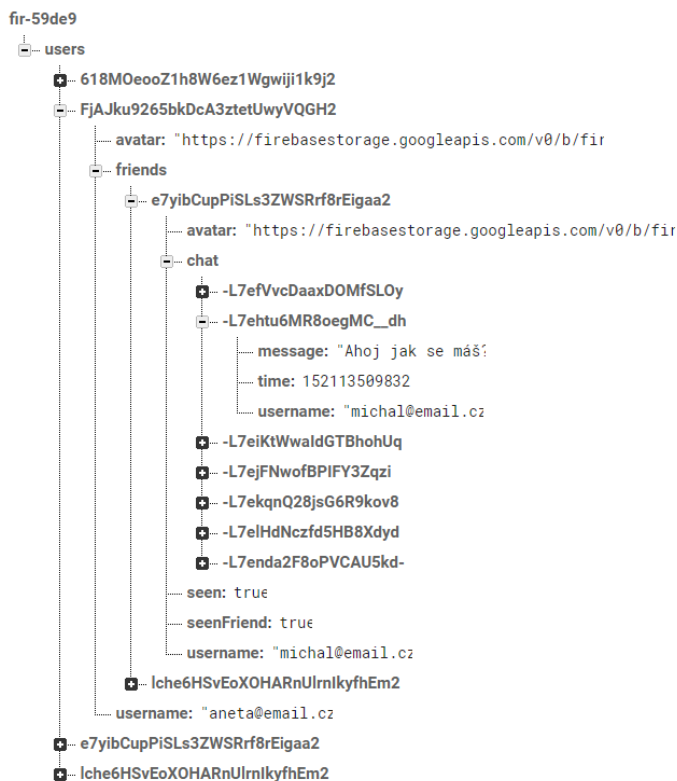 fir-59de9
users
618MOeooZ1h8W6ez1Wgwiji1k9j2
FjAJku9265bkDcA3ztetUwyVQGH2
avatar: "https://firebasestorage.googleapis.com/v0/b/fir
friends
e7yibCupPiSLs3ZWSRrf8rEigaa2
avatar: "https://firebasestorage.googleapis.com/v0/b/fir
chat
-L7efVvcDaaxDOMfSLOy
-L7ehtu6MR8oegMC__dh
message: "Ahoj jak se máš?
time: 152113509832
username: "michal@email.cz
-L7eiKtWwaIdGTBhohUq
-L7ejFNwofBPIFY3Zqzi
-L7ekqnQ28jsG6R9kov8
-L7elHdNczfd5HB8Xdyd
-L7enda2F8oPVCAU5kd-
seen: true
seenFriend: true
username: "michal@email.cz
lche6HSvEoXOHARnUlrnIkyfhEm2
username: "aneta@email.cz
e7yibCupPiSLs3ZWSRrf8rEigaa2
lche6HSvEoXOHARnUlrnIkyfhEm2